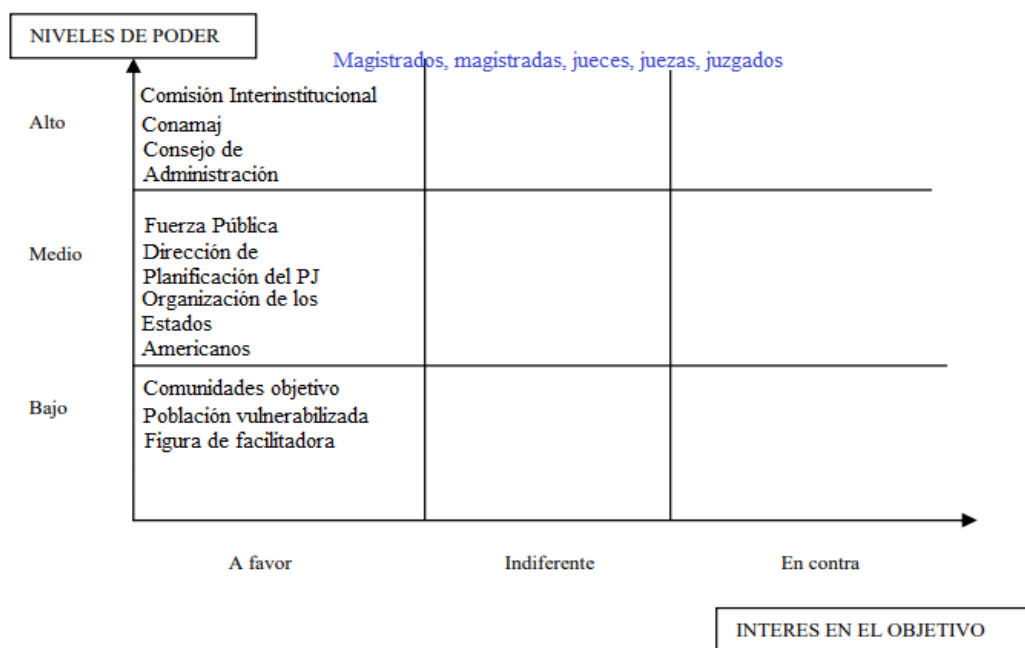 NIVELES DE PODER
Magistrados, magistradas, jueces, juezas, juzgados
Alto
Comisión Interinstitucional
Conamaj
Consejo de
Administración
Medio
Fuerza Pública
Dirección de
Planificación del PJ
Organización de los
Estados
Americanos
Bajo
Comunidades objetivo
Población vulnerabilizada
Figura de facilitadora
A favor
Indiferente
En contra
INTERES EN EL OBJETIVO